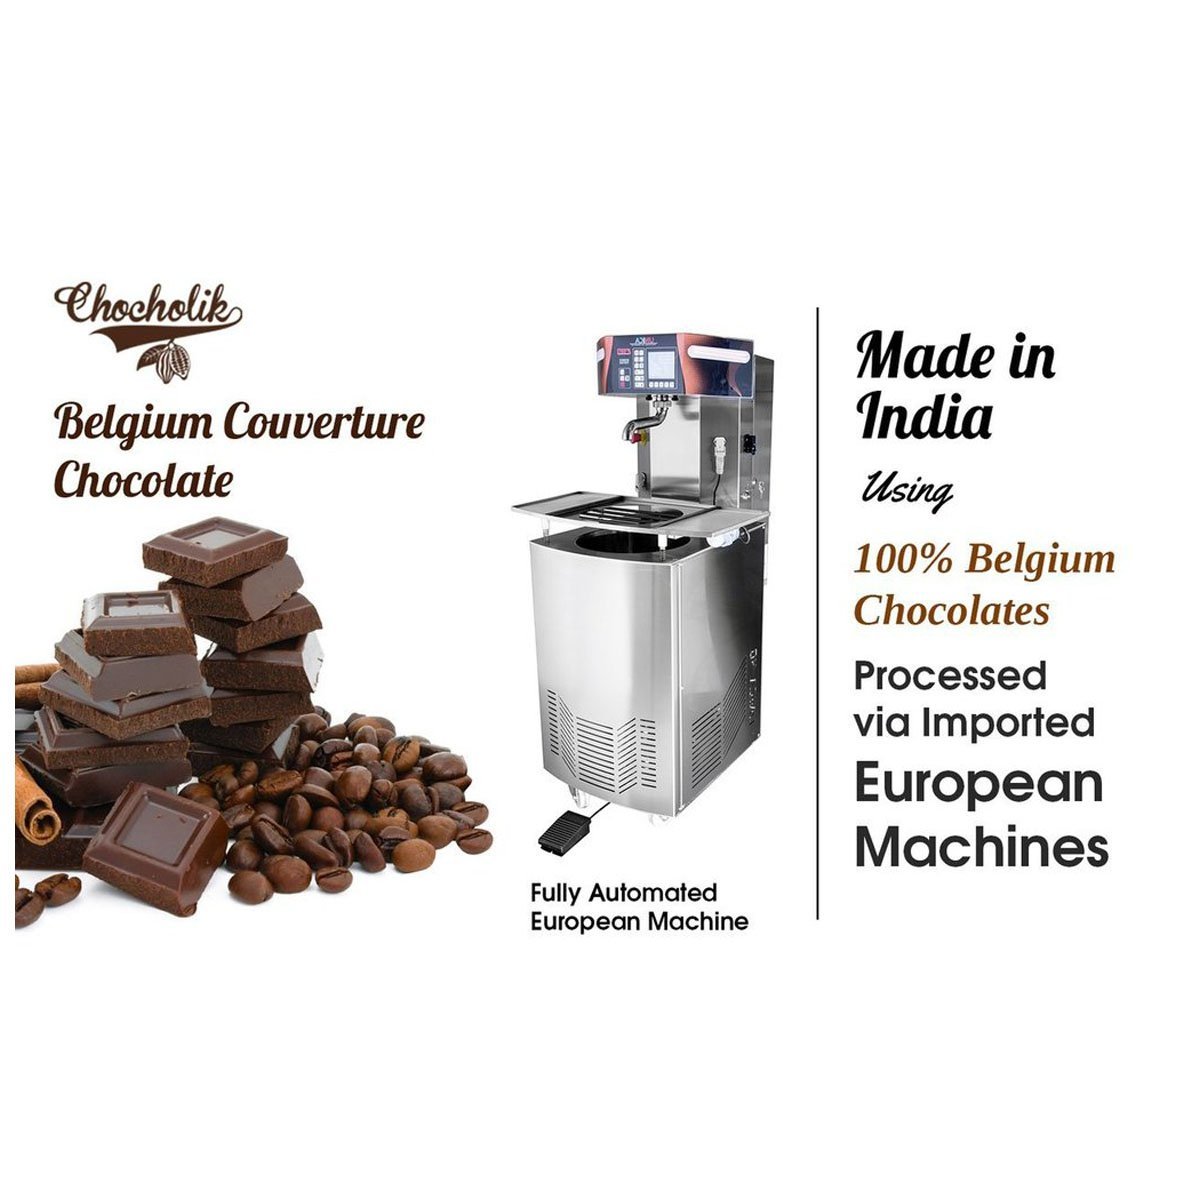 Chocholik
Belgium Couverture
Chocolate
Fully Automated
European Machine
Made in
India
Using
100% Belgium
Chocolates
Processed
via Imported
European
Machines